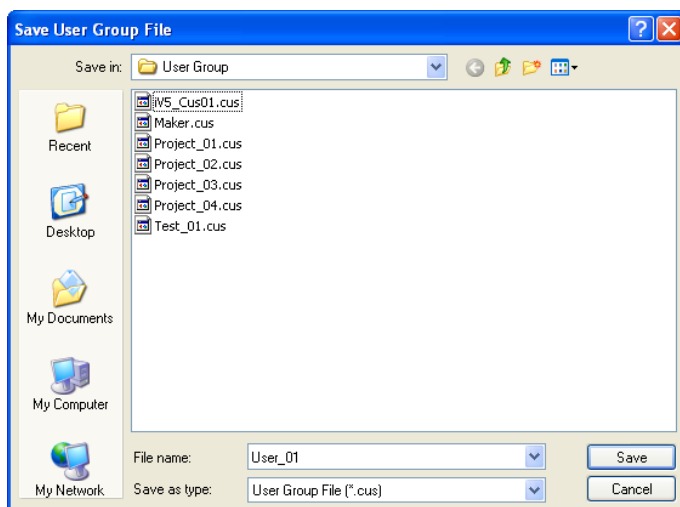 Save User Group File
Save in: User Group
iV5_Cus01.cus
Maker.cus
Project_01.cus
Project_02.cus
Project_03.cus
Project_04.cus
Test_01.cus
Recent
Desktop
My Documents
My Computer
My Network
File name: User_01 Save
Save as type: User Group File (*.cus) Cancel